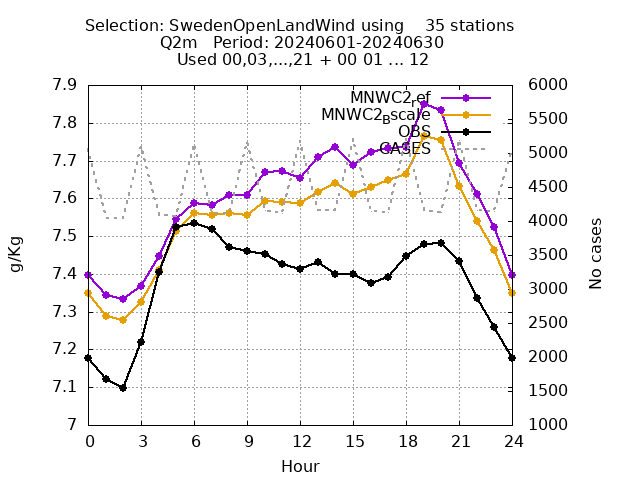 Selection: SwedenOpenLandWind using    35 stations
Q2m   Period: 20240601-20240630
Used 00,03,...,21 + 00 01 ... 12
7.9
7.8
7.7
7.6
7.5
7.4
7.3
7.2
7.1
7
6000
5500
5000
4500
4000
3500
3000
2500
2000
1500
1000
MNWC2ref
MNWC2Bscale
OBS
CASES
g/Kg
No cases
0 3 6 9 12 15 18 21 24
Hour